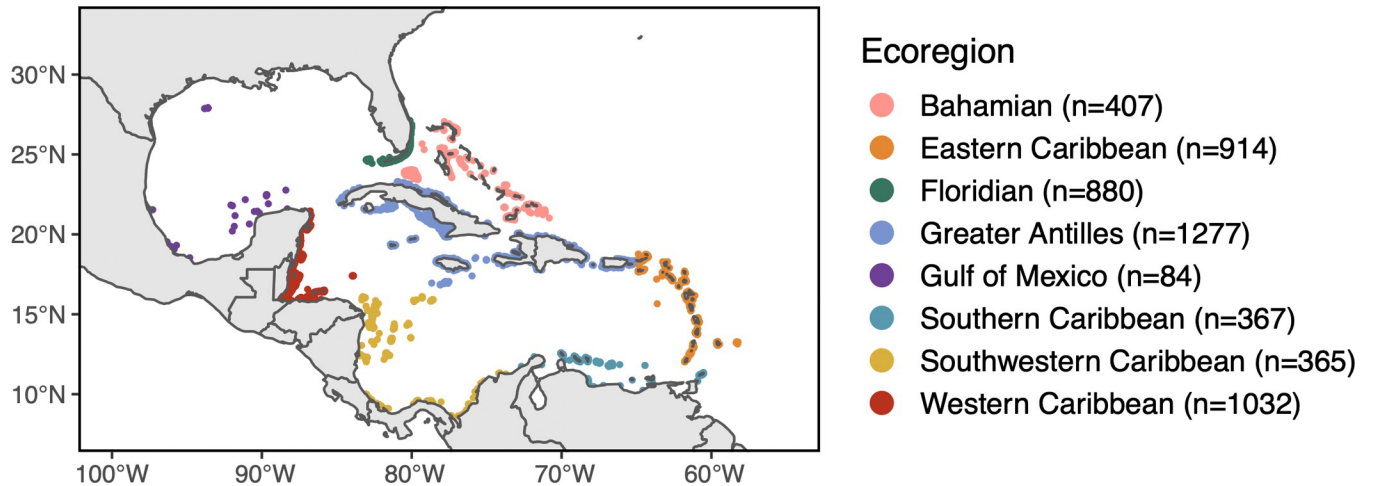 30°N
25°N
20°N
15°N
10°N
100°W 90°W 80°W 70°W 60°W
Ecoregion
Bahamian (n=407)
Eastern Caribbean (n=914)
Floridian (n=880)
Greater Antilles (n=1277)
Gulf of Mexico (n=84)
Southern Caribbean (n=367)
Southwestern Caribbean (n=365)
Western Caribbean (n=1032)